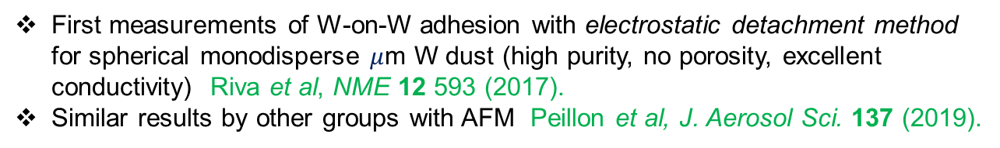 ❖ First measurements of W-on-W adhesion with electrostatic detachment method
for spherical monodisperse μm W dust (high purity, no porosity, excellent
conductivity) Riva et al, NME 12 593 (2017).
❖ Similar results by other groups with AFM Peillon et al, J. Aerosol Sci. 137 (2019).